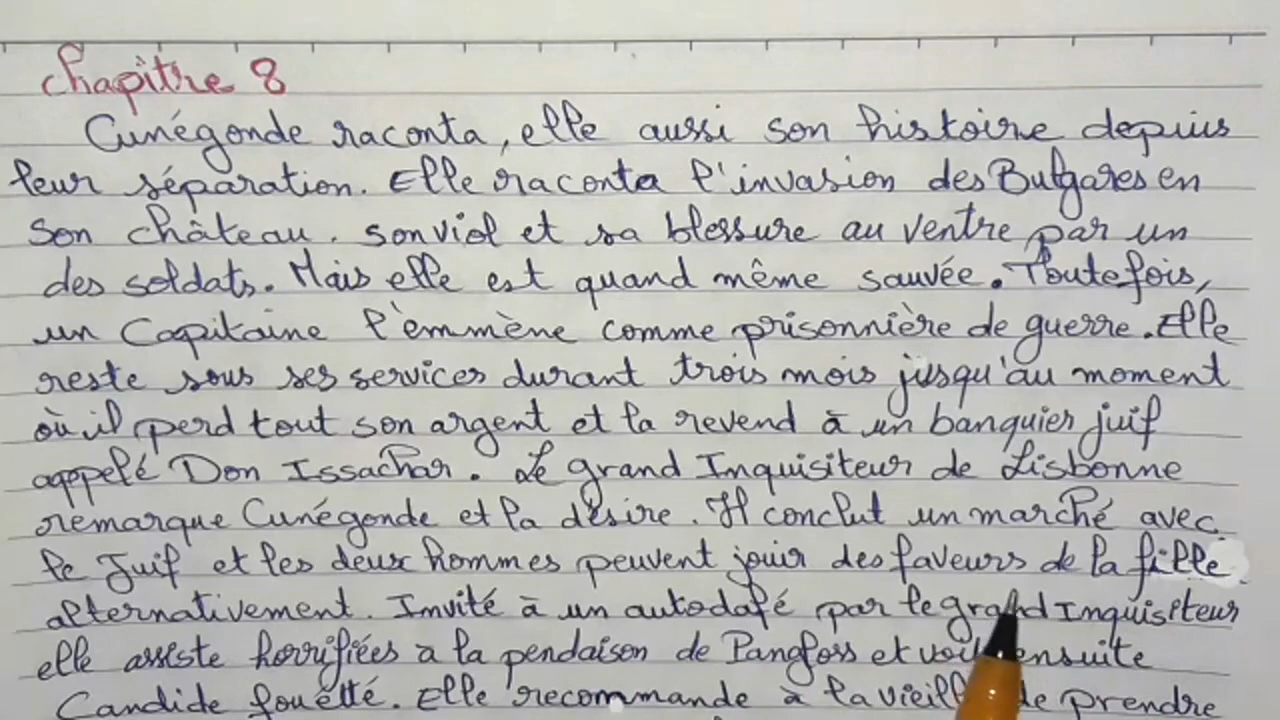 chapître 8
Cunégonde raconta, elle aussi son histoire depuis
leur séparation. Elle raconta l'invasion des Bulgares en
son château. son viol et sa blessure au ventre par un
des soldats. Mais elle est quand même sauvée. Toutefois,
un Capitaine l'emmène comme prisonnière de guerre. Elle
reste sous ses services durant trois mois jusqu'au moment
où il perd tout son argent et la revend à un banquier juif
appelé Don Issachar. Le grand Inquisiteur de Lisbonne
remarque Cunégonde et la désire. Il conclut un marché avec
le Juif et les deux hommes peuvent jouir des faveurs de la fille
alternativement. Invité à un autodafé par le grand Inquisiteur
elle assiste horrifiées à la pendaison de Pangloss et voit ensuite
Candide fouétté. Elle recommande à la vieille de prendre